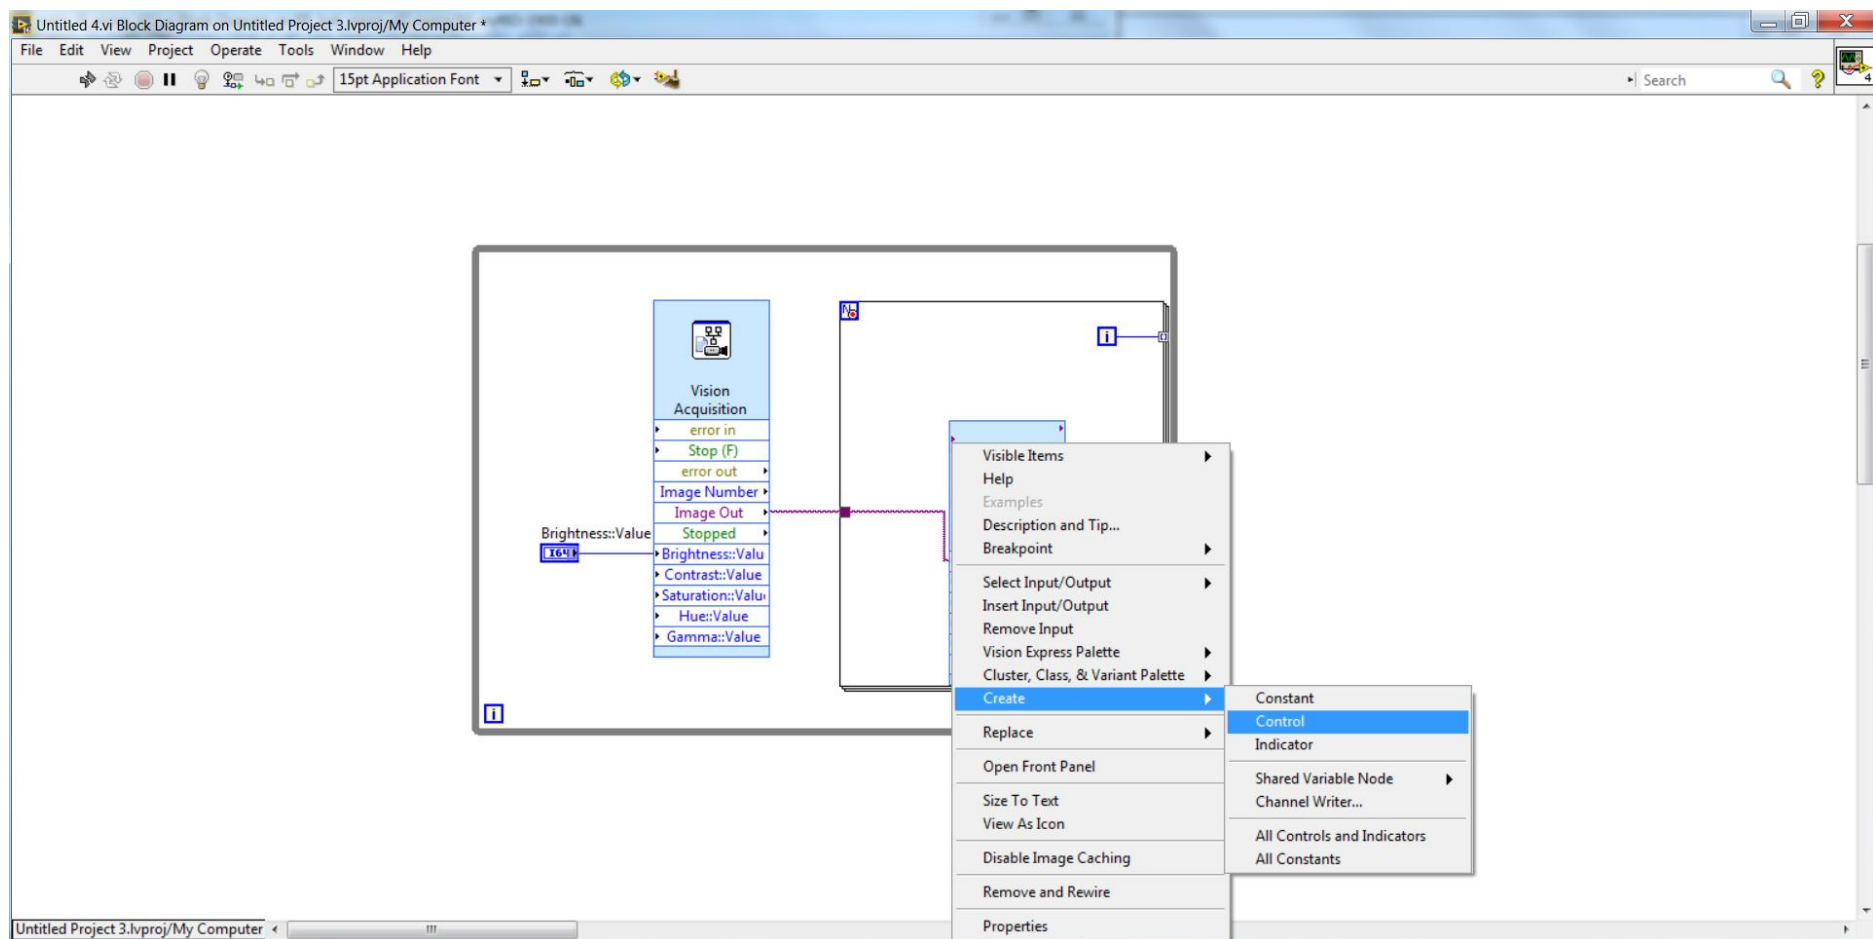 Untitled 4.vi Block Diagram on Untitled Project 3.lvproj/My Computer *
File Edit View Project Operate Tools Window Help
15pt Application Font
Search
4
N
i
Vision
Acquisition
error in
Stop (F)
error out
Image Number
Image Out
Stopped
Brightness::Value
I64
Brightness::Valu
Contrast::Value
Saturation::Valu
Hue::Value
Gamma::Value
i
Visible Items
Help
Examples
Description and Tip...
Breakpoint
Select Input/Output
Insert Input/Output
Remove Input
Vision Express Palette
Cluster, Class, & Variant Palette
Create
Replace
Open Front Panel
Size To Text
View As Icon
Disable Image Caching
Remove and Rewire
Properties
Constant
Control
Indicator
Shared Variable Node
Channel Writer...
All Controls and Indicators
All Constants
Untitled Project 3.lvproj/My Computer